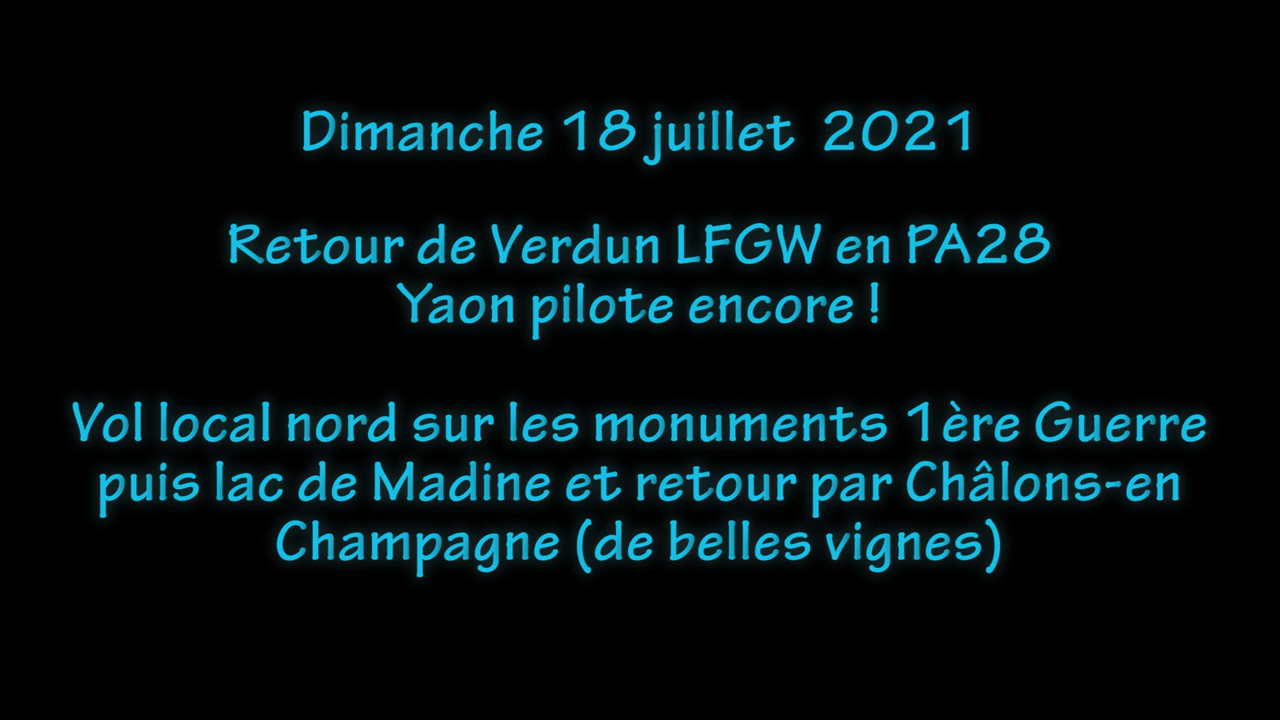 Dimanche 18 juillet 2021
Retour de Verdun LFGW en PA28
Yaon pilote encore !
Vol local nord sur les monuments 1ère Guerre
puis lac de Madine et retour par Châlons-en
Champagne (de belles vignes)